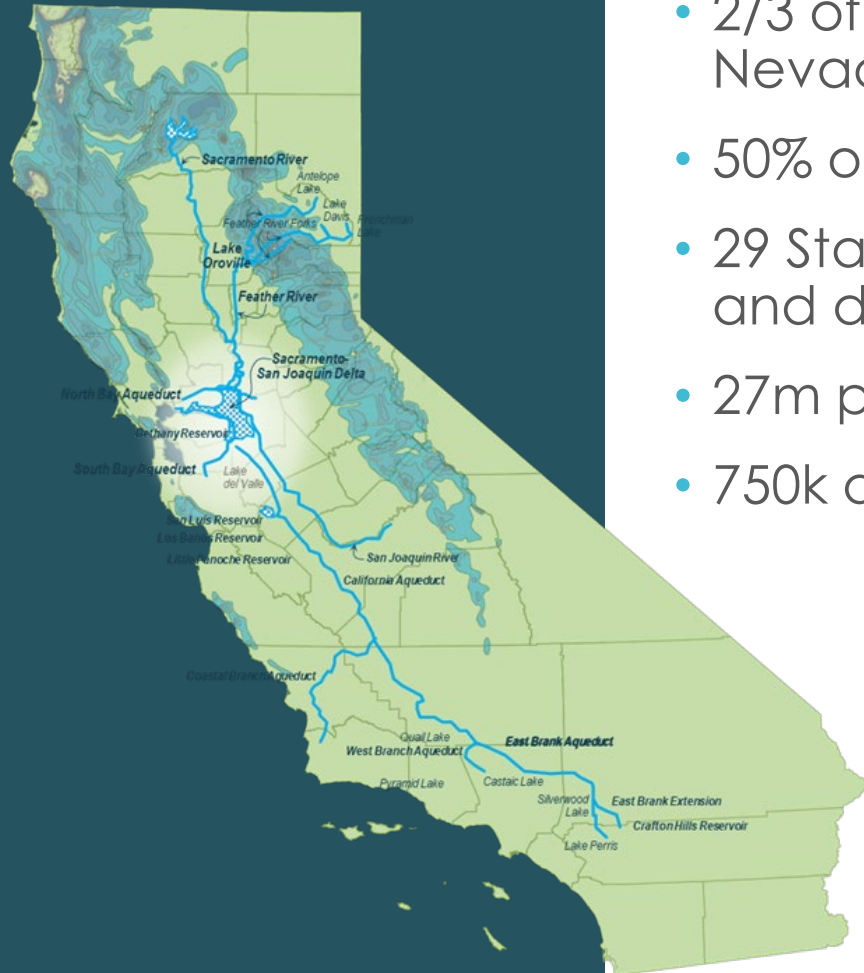 • 2/3 of
Nevad
• 50% o
• 29 Sta
and d
• 27m p
• 750k a
Sacramento River
Antelope
Lake
Lake
Davis
Frenchman
Lake
Feather River Forks
Lake
Oroville
Feather River
Sacramento-
San Joaquin Delta
North Bay Aqueduct
Bethany Reservoir
South Bay Aqueduct
Lake
del Valle
San Luis Reservoir
Los Banos Reservoir
Little Panoche Reservoir
San Joaquin River
California Aqueduct
Coastal Branch Aqueduct
Quail Lake
West Branch Aqueduct
East Brank Aqueduct
Pyramid Lake
Castaic Lake
Silverwood
Lake
East Brank Extension
Crafton Hills Reservoir
Lake Perris